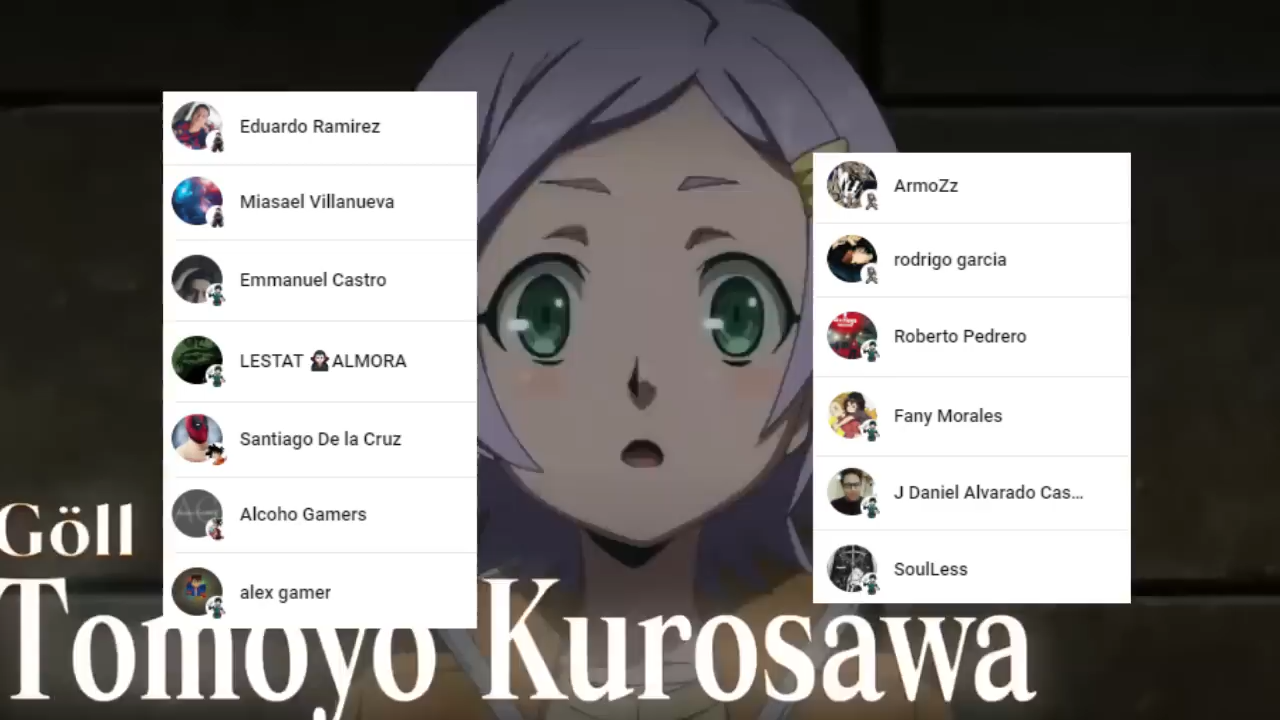 Eduardo Ramirez
Miasael Villanueva
Emmanuel Castro
LESTAT 🧛🏻‍♂️ALMORA
Santiago De la Cruz
Alcoho Gamers
alex gamer
ArmoZz
rodrigo garcia
Roberto Pedrero
Fany Morales
J Daniel Alvarado Cas...
SoulLess
Göll
Tomoyo Kurosawa